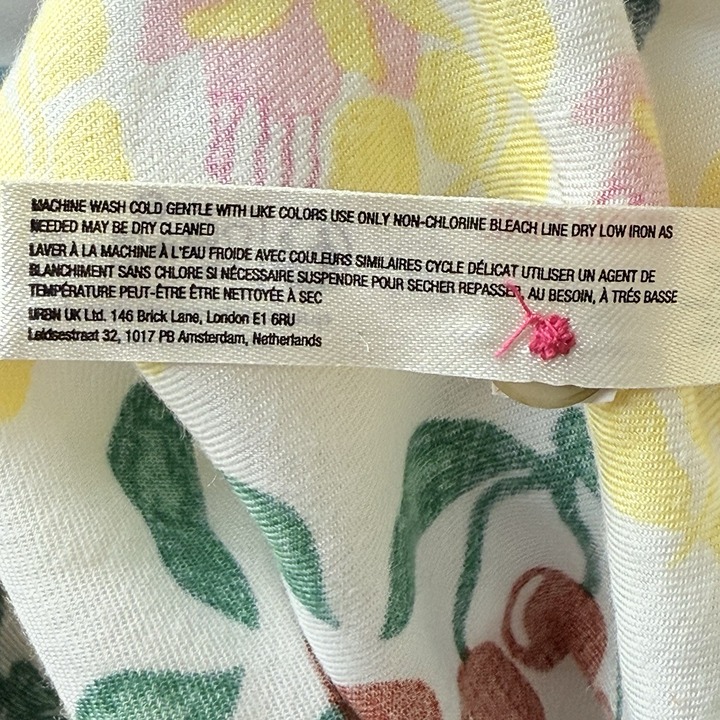 MACHINE WASH COLD GENTLE WITH LIKE COLORS USE ONLY NON-CHLORINE BLEACH LINE DRY LOW IRON AS
NEEDED MAY BE DRY CLEANED
LAVER À LA MACHINE À L'EAU FROIDE AVEC COULEURS SIMILAIRES CYCLE DÉLICAT UTILISER UN AGENT DE
BLANCHIMENT SANS CHLORE SI NÉCESSAIRE SUSPENDRE POUR SECHER REPASSER, AU BESOIN, À TRÉS BASSE
TEMPÉRATURE PEUT-ÊTRE ÊTRE NETTOYÉE À SEC
URBN UK Ltd. 146 Brick Lane, London E1 6RU
Leidsestraat 32, 1017 PB Amsterdam, Netherlands